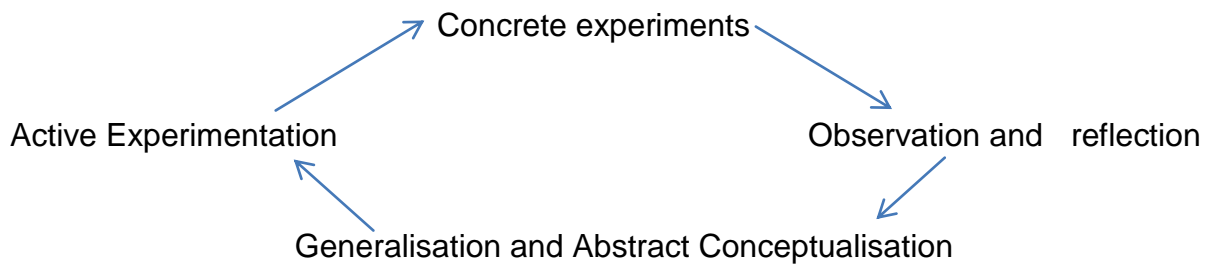 Concrete experiments
Active Experimentation
Observation and reflection
Generalisation and Abstract Conceptualisation